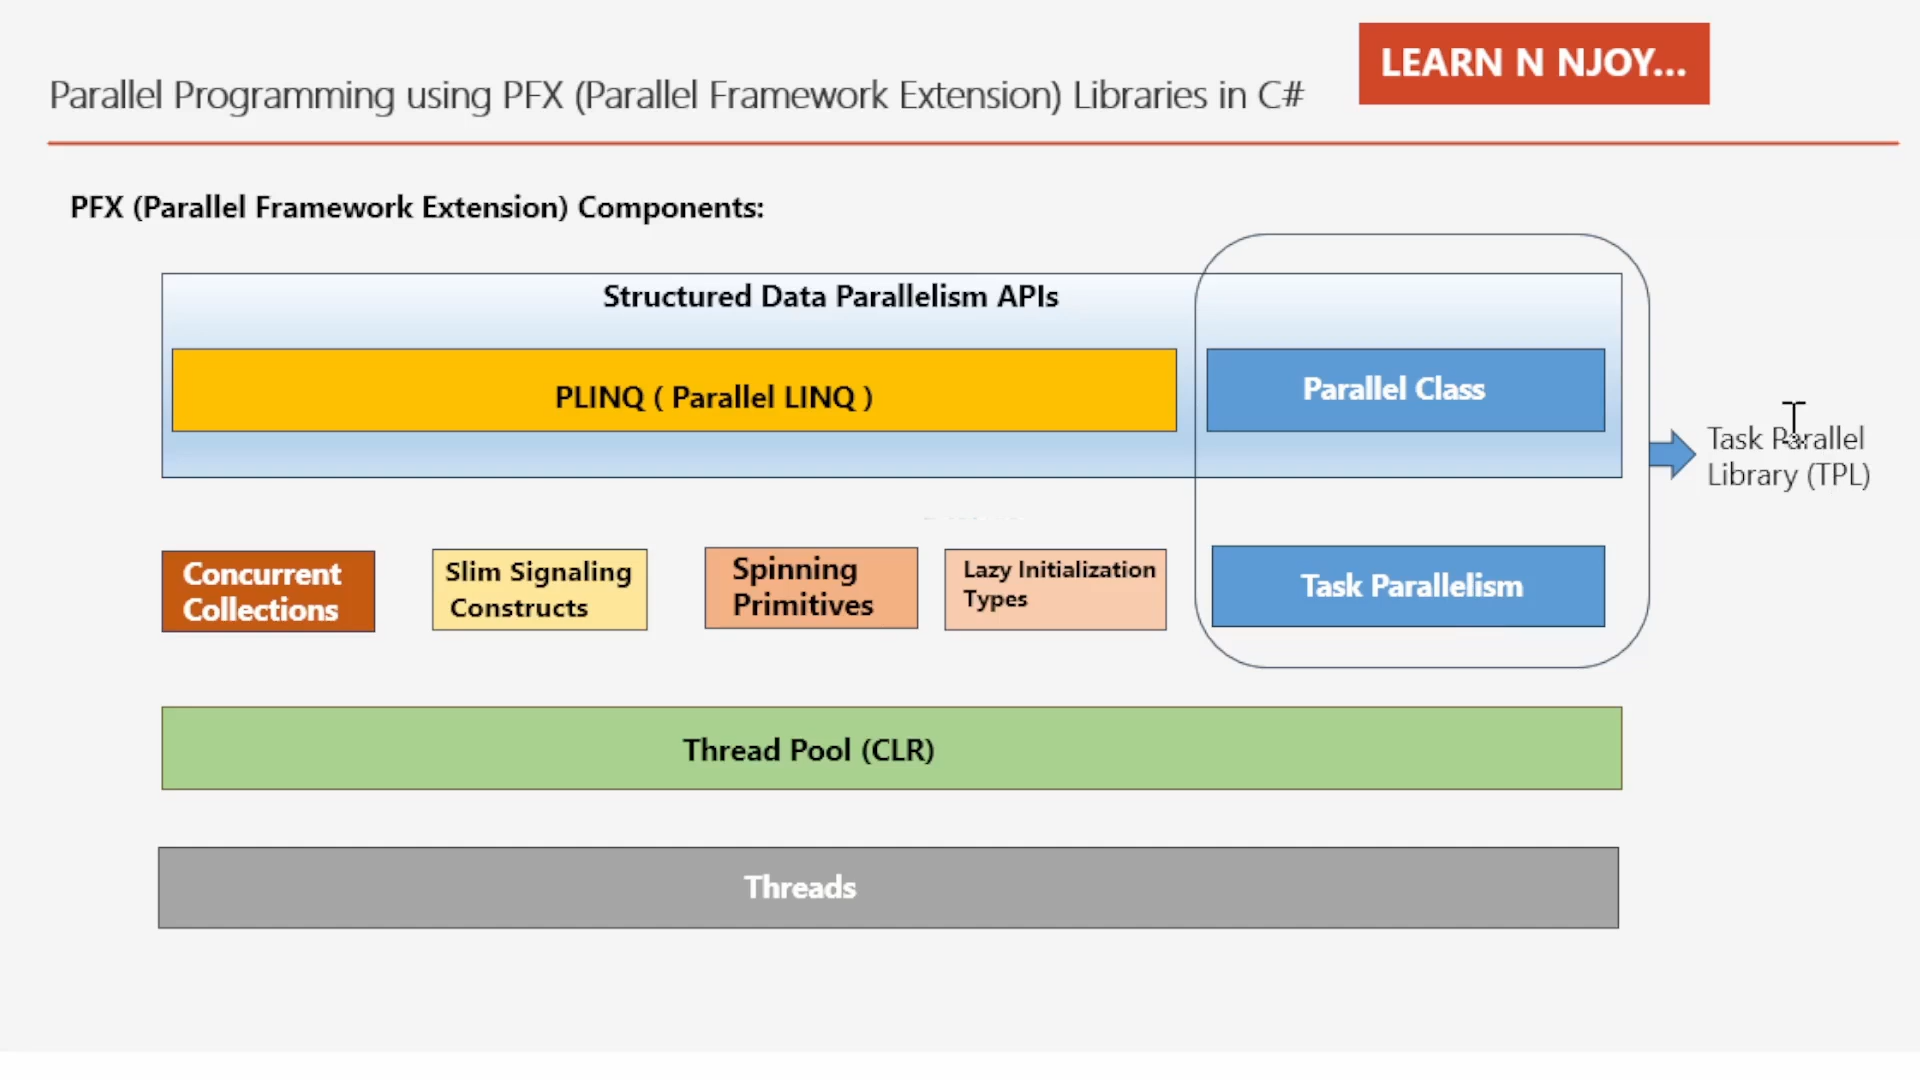 LEARN N NJOY...
Parallel Programming using PFX (Parallel Framework Extension) Libraries in C#
PFX (Parallel Framework Extension) Components:
Structured Data Parallelism APIs
PLINQ ( Parallel LINQ )
Parallel Class
Task Parallel
Library (TPL)
Concurrent
Collections
Slim Signaling
Constructs
Spinning
Primitives
Lazy Initialization
Types
Task Parallelism
Thread Pool (CLR)
Threads